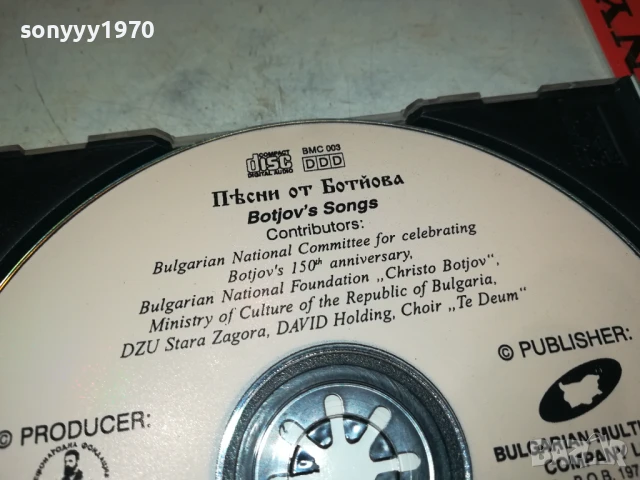 sonyyy1970
COMPACT disc DIGITAL AUDIO
BMC 003
DDD
Пѣсни от Ботйова
Botjov's Songs
Contributors:
Bulgarian National Committee for celebrating
Botjov's 150th anniversary,
Bulgarian National Foundation „Christo Botjov",
Ministry of Culture of the Republic of Bulgaria,
DZU Stara Zagora, DAVID Holding, Choir „Te Deum"
© PRODUCER:
© PUBLISHER:
BULGARIAN MULTI
COMPANY L
P.O.B. 197